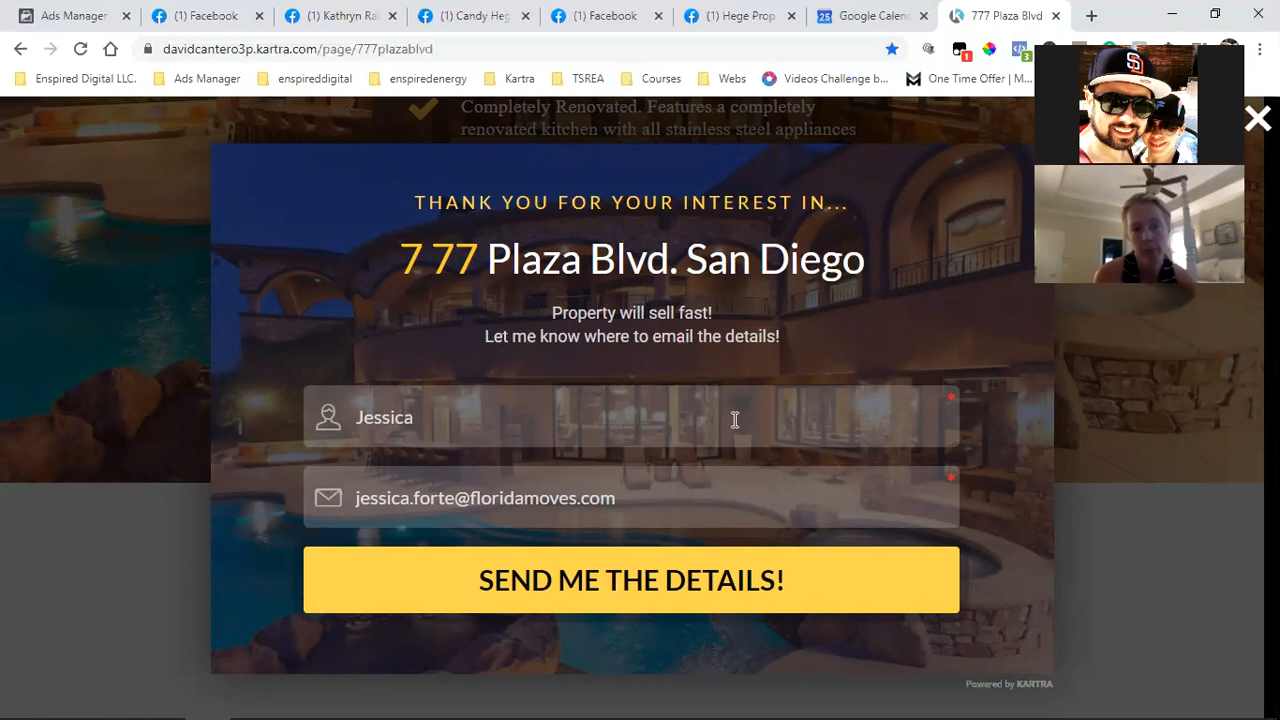 Ads Manager
(1) Facebook
(1) Kathryn Ra
(1) Candy Heg
(1) Facebook
(1) Hege Prop
Google Calend
777 Plaza Blvd
davidcantero3p.kartra.com/page/777plazablvd
Enspired Digital LLC.
Ads Manager
enspireddigital
enspiredacademy
Kartra
TSREA
Courses
Webs
Videos Challenge b...
One Time Offer | M...
Completely Renovated. Features a completely
renovated kitchen with all stainless steel appliances
THANK YOU FOR YOUR INTEREST IN...
777 Plaza Blvd. San Diego
Property will sell fast!
Let me know where to email the details!
Jessica
*
jessica.forte@floridamoves.com
*
SEND ME THE DETAILS!
Powered by KARTRA